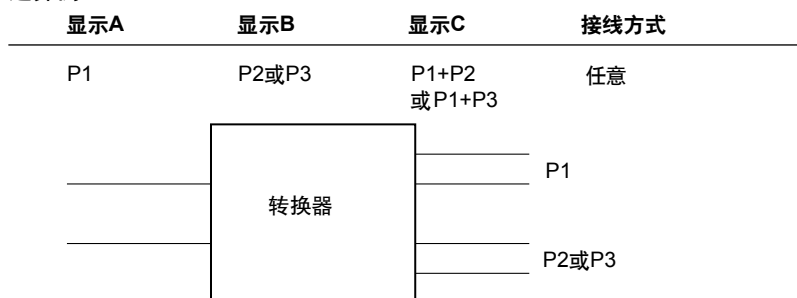 显示A 显示B 显示C 接线方式
P1 P2或P3 P1+P2 任意
或P1+P3
P1
转换器
P2或P3